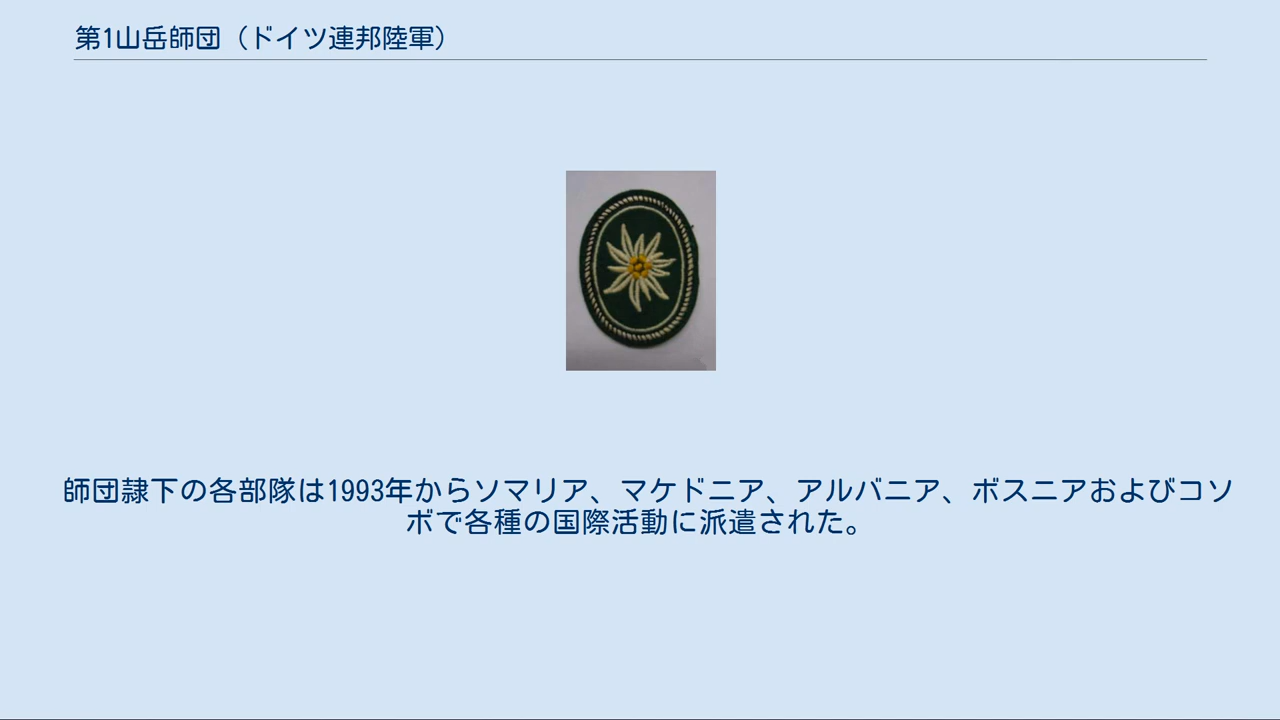 第1山岳師団（ドイツ連邦陸軍）
師団隷下の各部隊は1993年からソマリア、マケドニア、アルバニア、ボスニアおよびコソ
ボで各種の国際活動に派遣された。